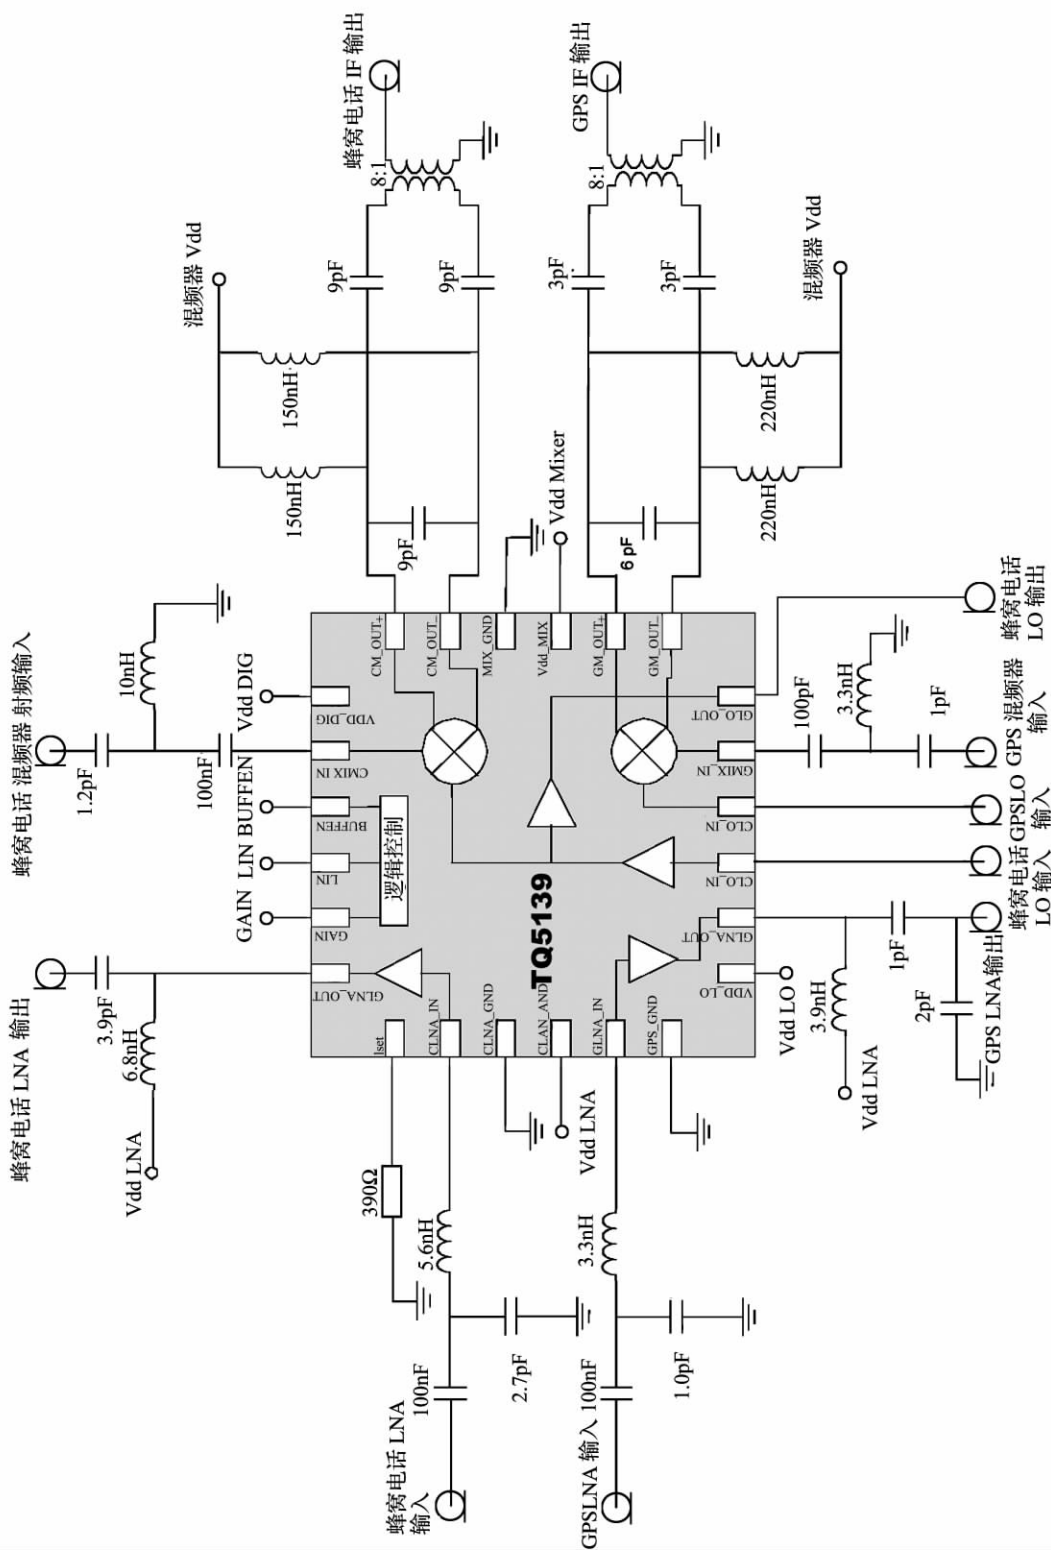 蜂窝电话 LNA 输出
3.9pF
6.8nH
Vdd LNA
GAIN
LIN
BUFFEN
蜂窝电话 混频器 射频输入
1.2pF
100nF
10nH
Vdd DIG
混频器 Vdd
150nH
150nH
9pF
9pF
9pF
8:1
蜂窝电话 IF 输出
Iset
CLNA_IN
CLNA_GND
CLAN_AND
GLNA_IN
GPS_GND
GLNA_OUT
GAIN
LIN
BUFFEN
CMIX IN
VDD_DIG
逻辑控制
TQ5139
CM_OUT+
CM_OUT_
MIX_GND
Vdd_MIX
GM_OUT+
GM_OUT_
VDD_LO
GLNA_OUT
CLO_IN
CLO_IN
GMIX_IN
GLO_OUT
390Ω
5.6nH
100nF
2.7pF
蜂窝电话 LNA
输入
Vdd LNA
3.3nH
GPSLNA 输入 100nF
1.0pF
Vdd Mixer
6 pF
3pF
3pF
8:1
GPS IF 输出
220nH
220nH
混频器 Vdd
Vdd LO
3.9nH
Vdd LNA
1pF
2pF
GPS LNA输出
蜂窝电话
LO 输入
GPSLO
输入
100pF
3.3nH
1pF
GPS 混频器
输入
蜂窝电话
LO 输出